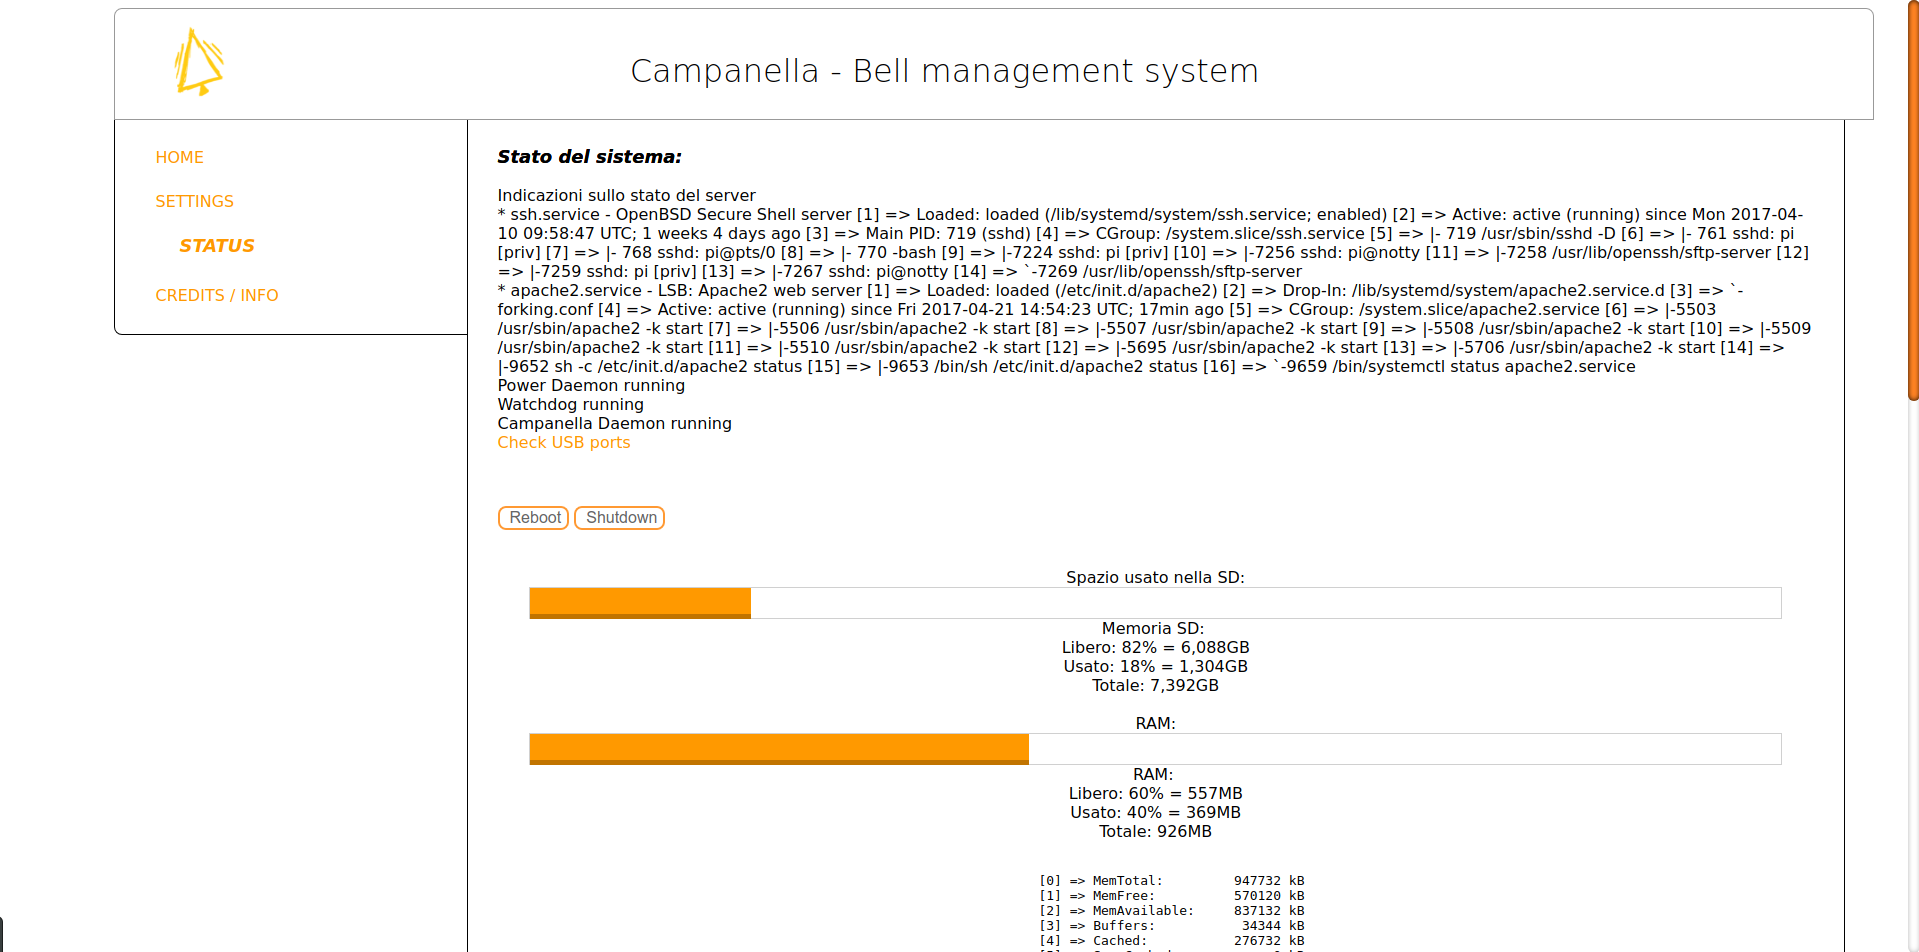 Campanella - Bell management system
HOME
SETTINGS
STATUS
CREDITS / INFO
Stato del sistema:
Indicazioni sullo stato del server
* ssh.service - OpenBSD Secure Shell server [1] => Loaded: loaded (/lib/systemd/system/ssh.service; enabled) [2] => Active: active (running) since Mon 2017-04-
10 09:58:47 UTC; 1 weeks 4 days ago [3] => Main PID: 719 (sshd) [4] => CGroup: /system.slice/ssh.service [5] => |- 719 /usr/sbin/sshd -D [6] => |- 761 sshd: pi
[priv] [7] => |- 768 sshd: pi@pts/0 [8] => |- 770 -bash [9] => |-7224 sshd: pi [priv] [10] => |-7256 sshd: pi@notty [11] => |-7258 /usr/lib/openssh/sftp-server [12]
=> |-7259 sshd: pi [priv] [13] => |-7267 sshd: pi@notty [14] => `-7269 /usr/lib/openssh/sftp-server
* apache2.service - LSB: Apache2 web server [1] => Loaded: loaded (/etc/init.d/apache2) [2] => Drop-In: /lib/systemd/system/apache2.service.d [3] => `-
forking.conf [4] => Active: active (running) since Fri 2017-04-21 14:54:23 UTC; 17min ago [5] => CGroup: /system.slice/apache2.service [6] => |-5503
/usr/sbin/apache2 -k start [7] => |-5506 /usr/sbin/apache2 -k start [8] => |-5507 /usr/sbin/apache2 -k start [9] => |-5508 /usr/sbin/apache2 -k start [10] => |-5509
/usr/sbin/apache2 -k start [11] => |-5510 /usr/sbin/apache2 -k start [12] => |-5695 /usr/sbin/apache2 -k start [13] => |-5706 /usr/sbin/apache2 -k start [14] =>
|-9652 sh -c /etc/init.d/apache2 status [15] => |-9653 /bin/sh /etc/init.d/apache2 status [16] => `-9659 /bin/systemctl status apache2.service
Power Daemon running
Watchdog running
Campanella Daemon running
Check USB ports
Reboot Shutdown
Spazio usato nella SD:
Memoria SD:
Libero: 82% = 6,088GB
Usato: 18% = 1,304GB
Totale: 7,392GB
RAM:
RAM:
Libero: 60% = 557MB
Usato: 40% = 369MB
Totale: 926MB
[0] => MemTotal: 947732 kB
[1] => MemFree: 570120 kB
[2] => MemAvailable: 837132 kB
[3] => Buffers: 34344 kB
[4] => Cached: 276732 kB